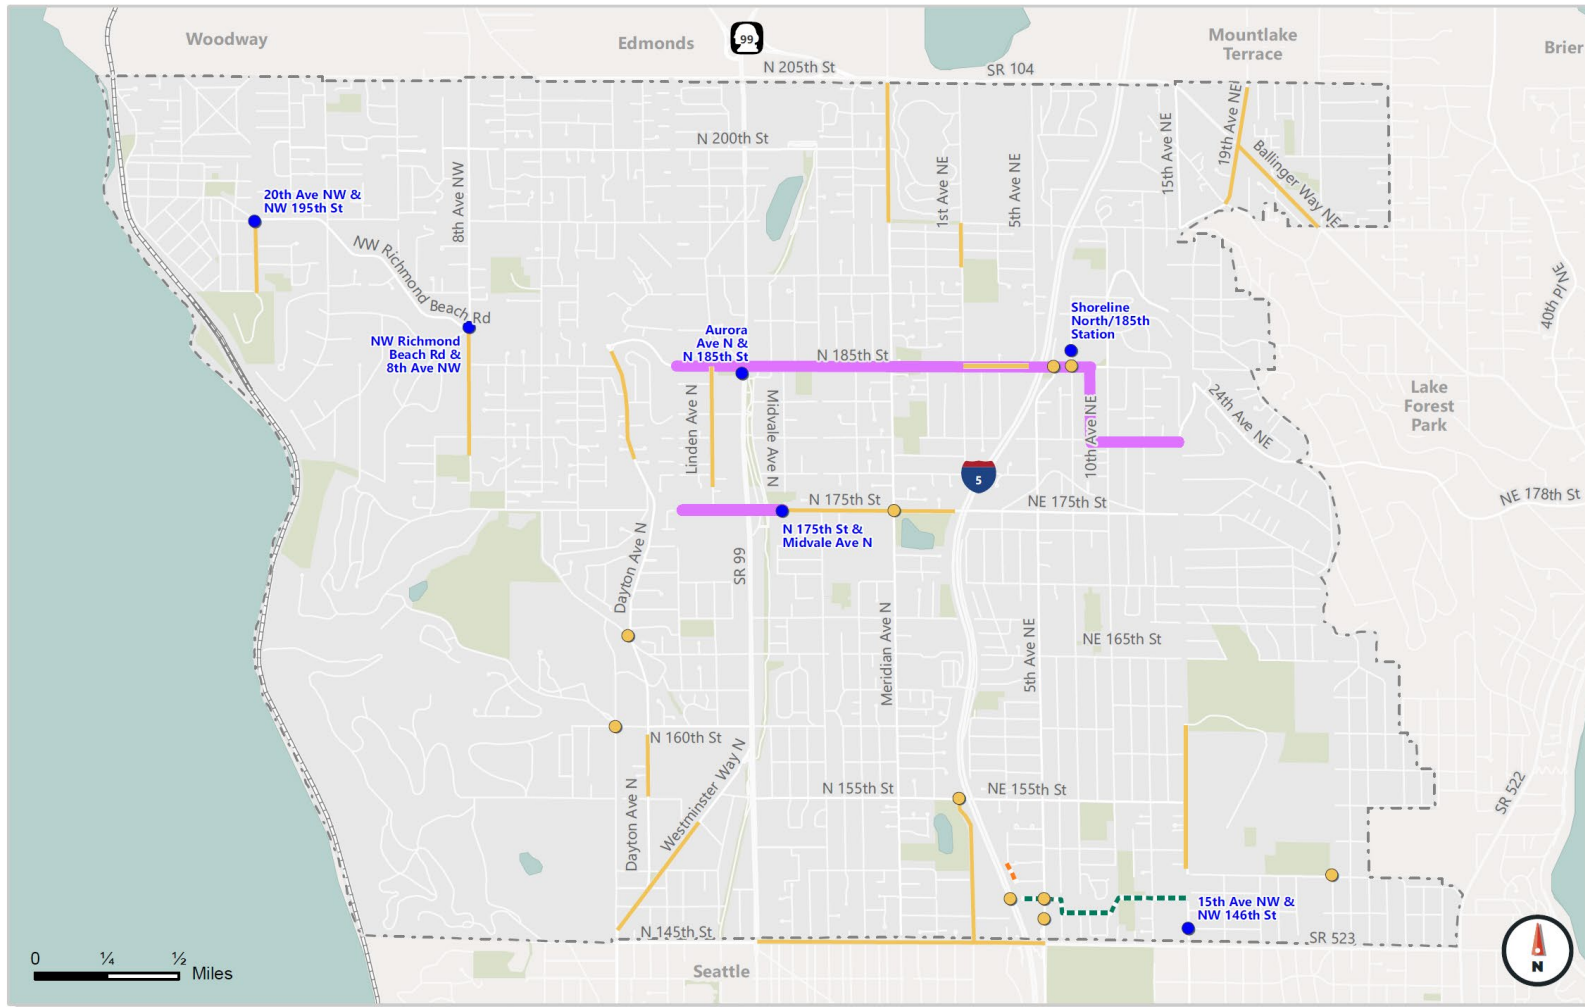 Woodway
Edmonds
99
Mountlake
Terrace
Brier
N 205th St
SR 104
N 200th St
8th Ave NW
1st Ave NE
5th Ave NE
15th Ave NE
19th Ave NE
Ballinger Way NE
20th Ave NW &
NW 195th St
NW Richmond
Beach Rd
40th Pl NE
NW Richmond
Beach Rd &
8th Ave NW
Aurora
Ave N &
N 185th St
N 185th St
Shoreline
North/185th
Station
Linden Ave N
Midvale Ave N
10th Ave NE
24th Ave NE
Lake
Forest
Park
5
N 175th St
NE 175th St
NE 178th St
N 175th St &
Midvale Ave N
Dayton Ave N
SR 99
Meridian Ave N
5th Ave NE
NE 165th St
N 160th St
Westminster Way N
Dayton Ave N
N 155th St
NE 155th St
SR 522
15th Ave NW &
NW 146th St
N 145th St
SR 523
Seattle
0 ¼ ½ Miles
N